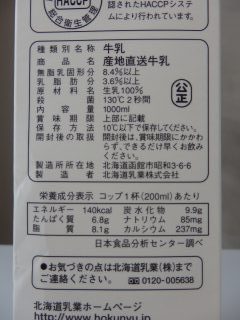 HACCP
総合衛生管理
認されたHACCPシステム
により行われています。
種類別名称 牛乳
商品名 産地直送牛乳
無脂乳固形分 8.4%以上
乳脂肪分 3.6%以上
原材料名 生乳100%
殺菌 130℃2秒間
内容量 1000ml
賞味期限 上部に記載
保存方法 10℃以下で保存してください。
開封後の取扱 開封後は、賞味期限にかかわ
らず、できるだけ早くお飲み
ください。
製造所所在地 北海道函館市昭和3-6-6
製造者 北海道乳業株式会社
公正
栄養成分表示 コップ1杯(200ml)あたり
エネルギー 140kcal 炭水化物 9.9g
たんぱく質 6.8g ナトリウム 85mg
脂質 8.1g カルシウム 237mg
日本食品分析センター調べ
●お気づきの点は北海道乳業(株)まで
ご連絡ください。 0120-005638
北海道乳業ホームページ
http://www.hokunyu.jp